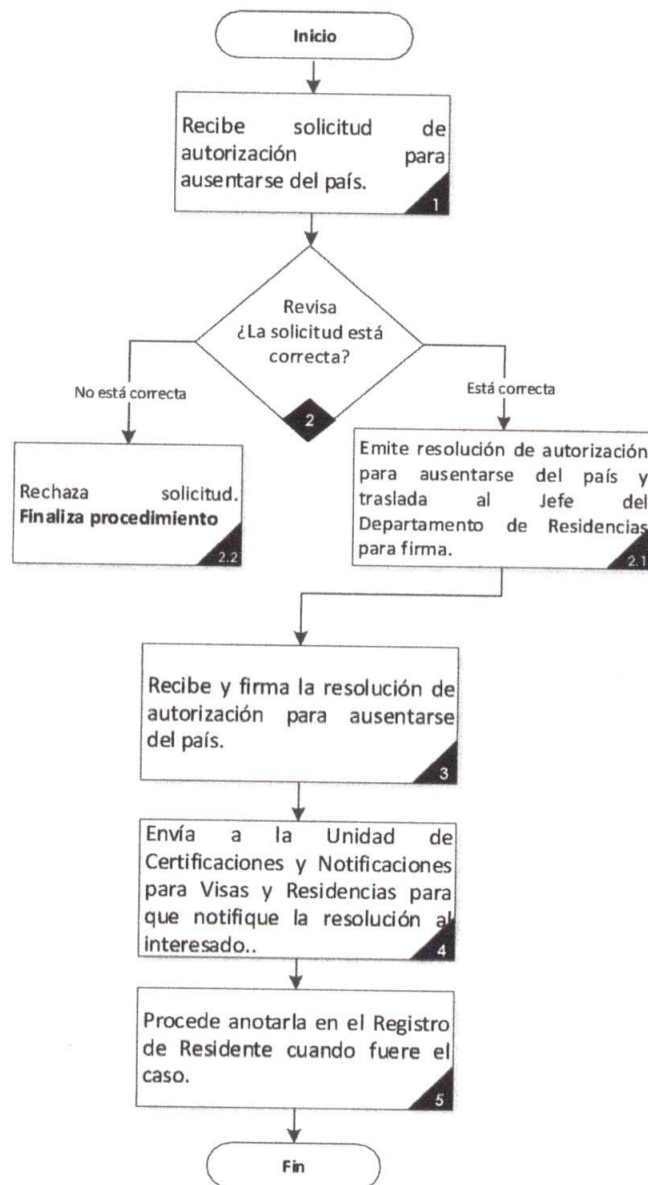 Inicio
Recibe solicitud de
autorización para
ausentarse del país.
1
Revisa
¿La solicitud está
correcta?
2
No está correcta
Está correcta
Rechaza solicitud.
Finaliza procedimiento
2.2
Emite resolución de autorización
para ausentarse del país y
traslada al Jefe del
Departamento de Residencias
para firma.
2.1
Recibe y firma la resolución de
autorización para ausentarse
del país.
3
Envía a la Unidad de
Certificaciones y Notificaciones
para Visas y Residencias para
que notifique la resolución al
interesado..
4
Procede anotarla en el Registro
de Residente cuando fuere el
caso.
5
Fin